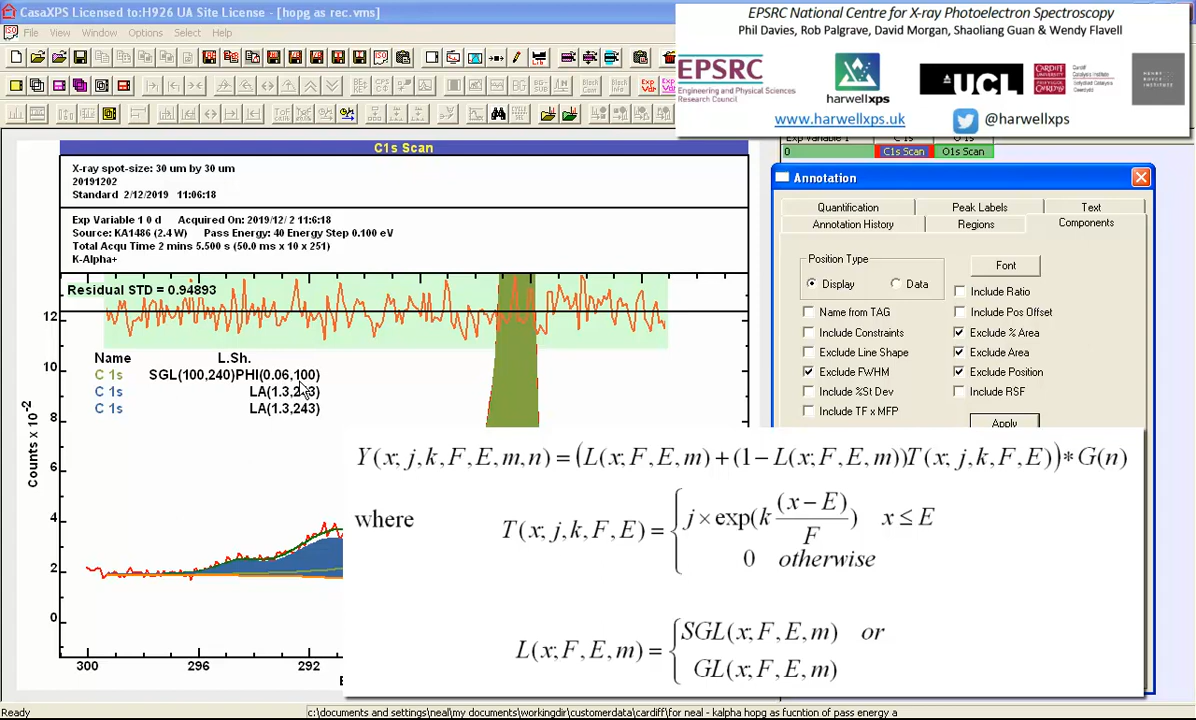 CasaXPS Licensed to:H926 UA Site License - [hopg as rec.vms]
File View Window Options Select Help
EPSRC National Centre for X-ray Photoelectron Spectroscopy
Phil Davies, Rob Palgrave, David Morgan, Shaoliang Guan & Wendy Flavell
EPSRC
Engineering and Physical Sciences
Research Council
harwellxps
UCL
www.harwellxps.uk
@harwellxps
Exp Variable 1
0
C1s Scan
O1s Scan
C1s Scan
X-ray spot-size: 30 um by 30 um
20191202
Standard 2/12/2019 11:06:18
Exp Variable 1 0 d Acquired On: 2019/12/ 2 11:6:18
Source: KA1486 (2.4 W) Pass Energy: 40 Energy Step 0.100 eV
Total Acqu Time 2 mins 5.500 s (50.0 ms x 10 x 251)
K-Alpha+
Residual STD = 0.94893
Name L.Sh.
C 1s SGL(100,240)PHI(0.06,100)
C 1s LA(1.3,243)
C 1s LA(1.3,243)
Counts x 10 -2
12
10
8
6
4
2
0
300 296 292
Annotation
Quantification Peak Labels Text
Annotation History Regions Components
Position Type
Display Data
Font
Include Ratio
Name from TAG Include Pos Offset
Include Constraints Exclude % Area
Exclude Line Shape Exclude Area
Exclude FWHM Exclude Position
Include %St Dev Include RSF
Include TF x MFP
Apply
Y(x; j,k,F,E,m,n) = (L(x;F,E,m)+(1−L(x;F,E,m))T(x; j,k,F,E))*G(n)
where
T(x; j,k,F,E) = { j×exp(k (x−E)/F) x ≤ E
0 otherwise
L(x;F,E,m) = { SGL(x;F,E,m) or
GL(x;F,E,m)
Ready
c:\documents and settings\neal\my documents\workingdir\customerdata\cardiff\for neal - kalpha hopg as fucntion of pass energy a